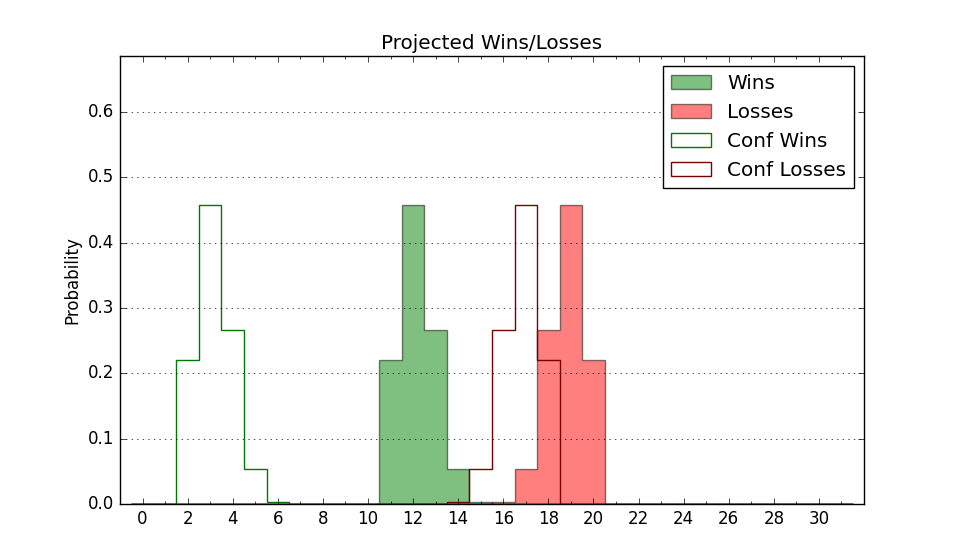 Projected Wins/Losses
Wins
Losses
Conf Wins
Conf Losses
Probability
0.6
0.5
0.4
0.3
0.2
0.1
0.0
0 2 4 6 8 10 12 14 16 18 20 22 24 26 28 30